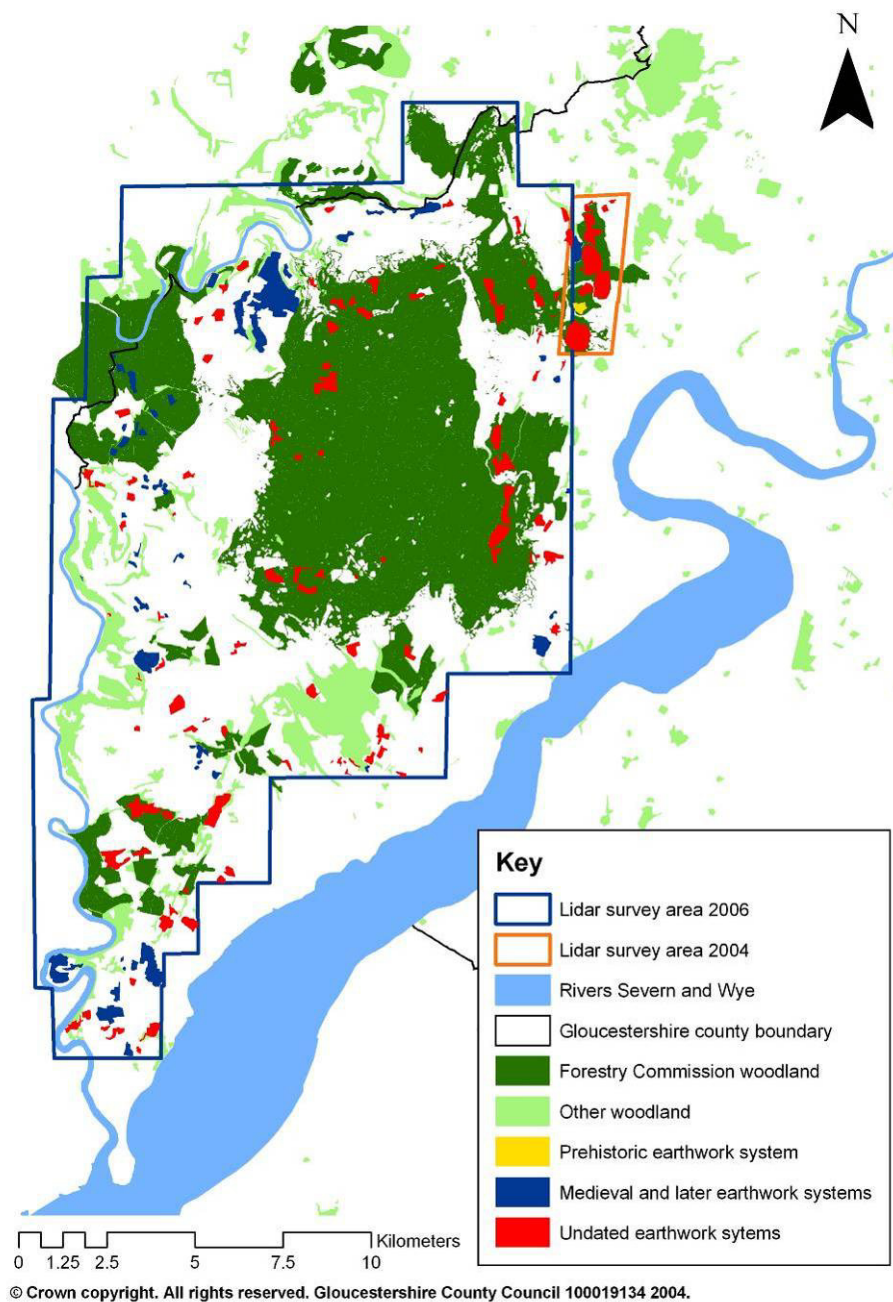 N
Key
Lidar survey area 2006
Lidar survey area 2004
Rivers Severn and Wye
Gloucestershire county boundary
Forestry Commission woodland
Other woodland
Prehistoric earthwork system
Medieval and later earthwork systems
Undated earthwork sytems
Kilometers
0 1.25 2.5 5 7.5 10
© Crown copyright. All rights reserved. Gloucestershire County Council 100019134 2004.